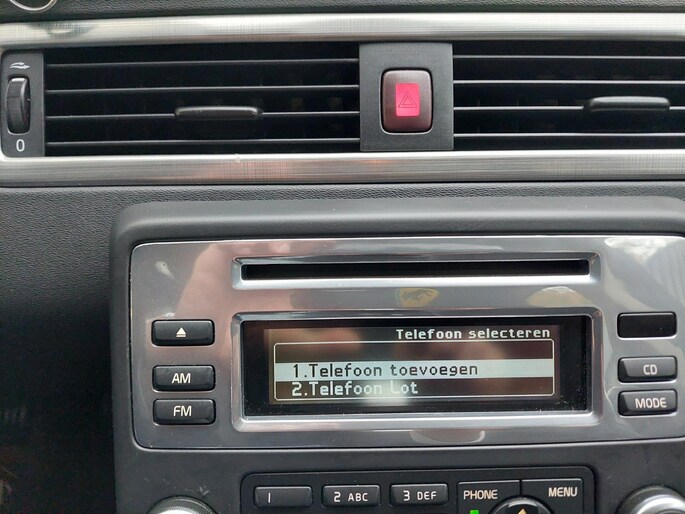 0
Telefoon selecteren
1.Telefoon toevoegen
2.Telefoon Lot
AM
CD
FM
MODE
1
2 ABC
3 DEF
PHONE
MENU